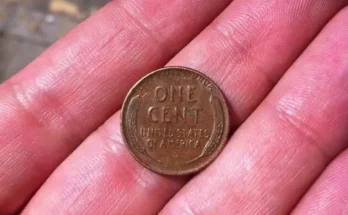 ONE
CENT
UNITED STATES
OF AMERICA